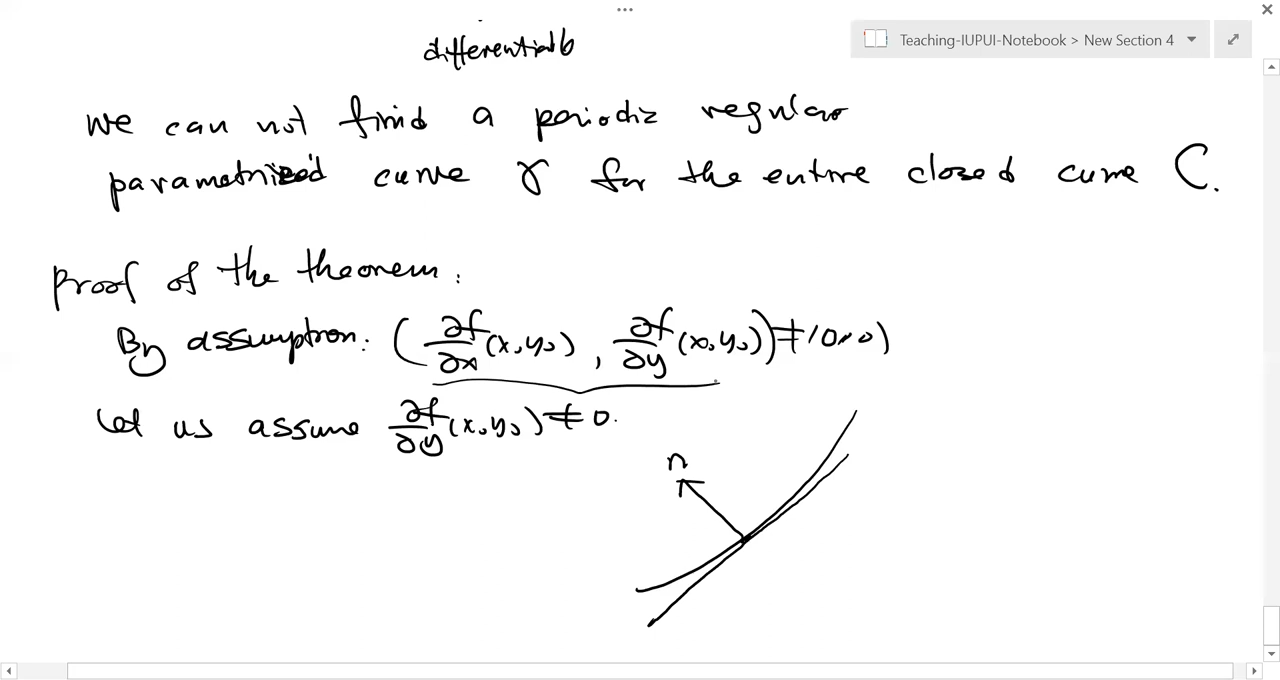 differentiab
Teaching-IUPUI-Notebook > New Section 4
We can not find a periodic regular
parametrized curve γ for the entire closed curve C.
Proof of the theorem:
By assumption: (∂f/∂x (x₀,y₀), ∂f/∂y (x₀,y₀)) ≠ (0,0)
Let us assume ∂f/∂y (x₀,y₀) ≠ 0.
n